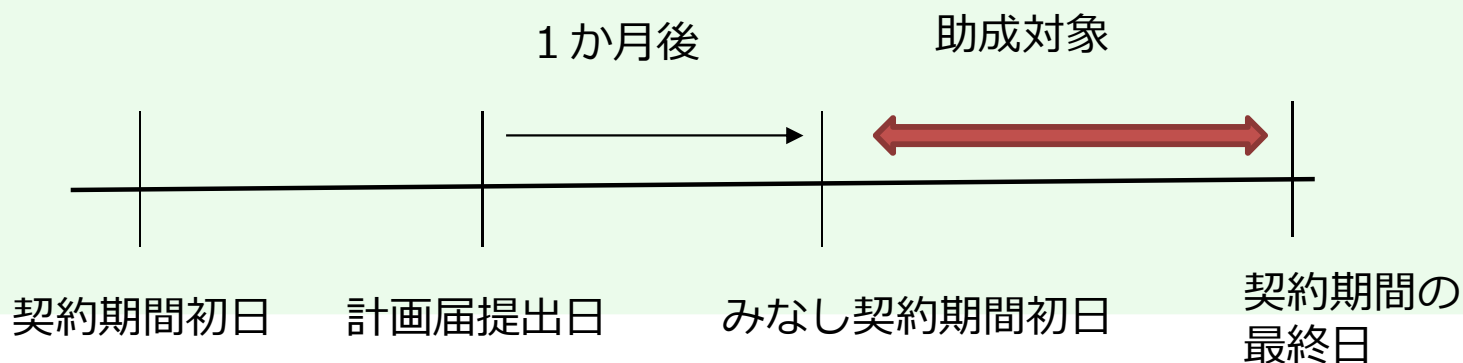 1か月後
助成対象
契約期間初日
計画届提出日
みなし契約期間初日
契約期間の
最終日